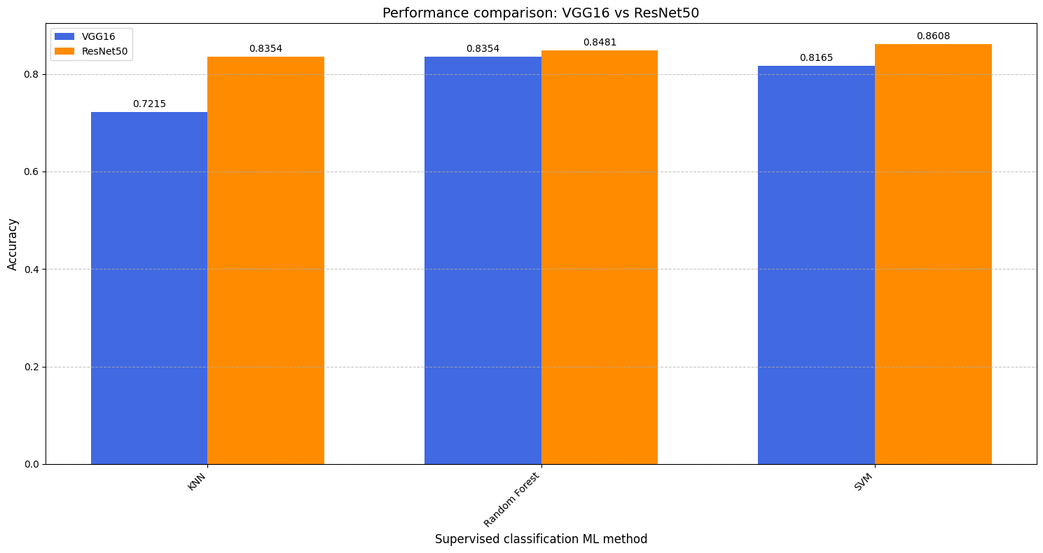 Performance comparison: VGG16 vs ResNet50
VGG16
ResNet50
0.7215
0.8354
0.8354
0.8481
0.8165
0.8608
Accuracy
0.8
0.6
0.4
0.2
0.0
KNN
Random Forest
SVM
Supervised classification ML method